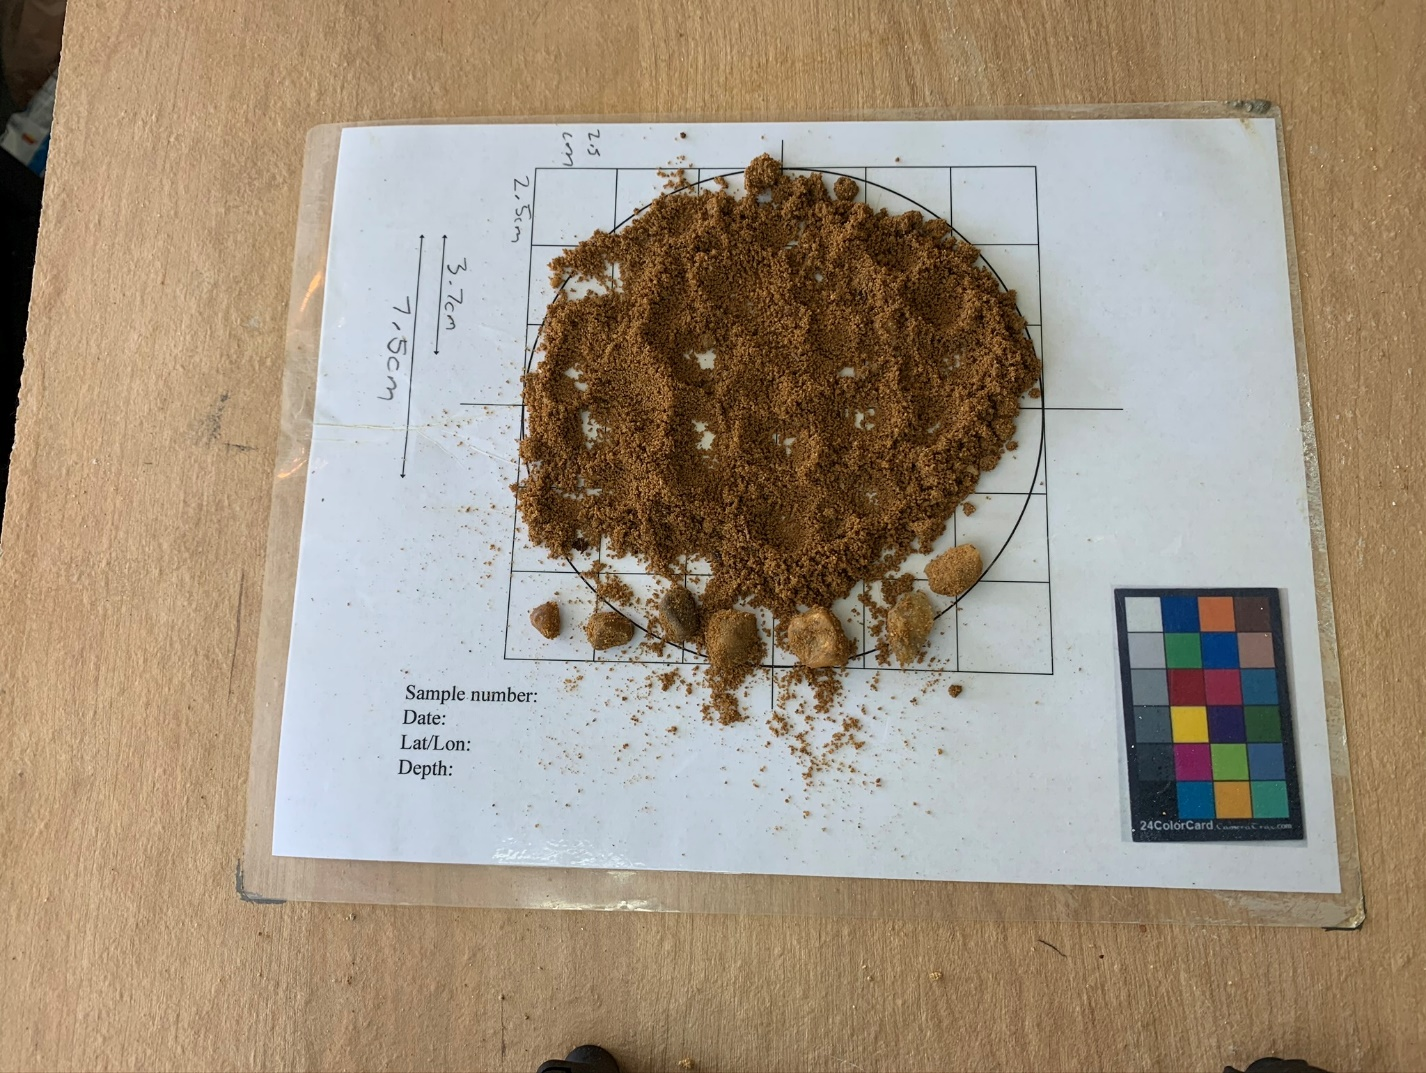 2.5
cm
2.5cm
3.7cm
7.5cm
Sample number:
Date:
Lat/Lon:
Depth:
24ColorCard